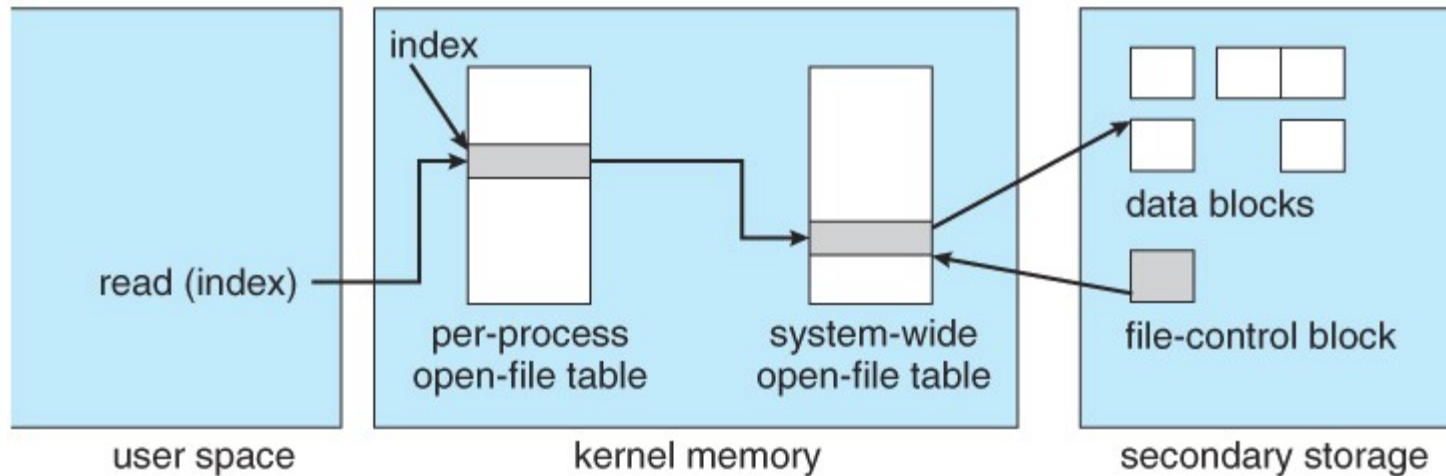 index
read (index)
per-process
open-file table
system-wide
open-file table
data blocks
file-control block
user space
kernel memory
secondary storage